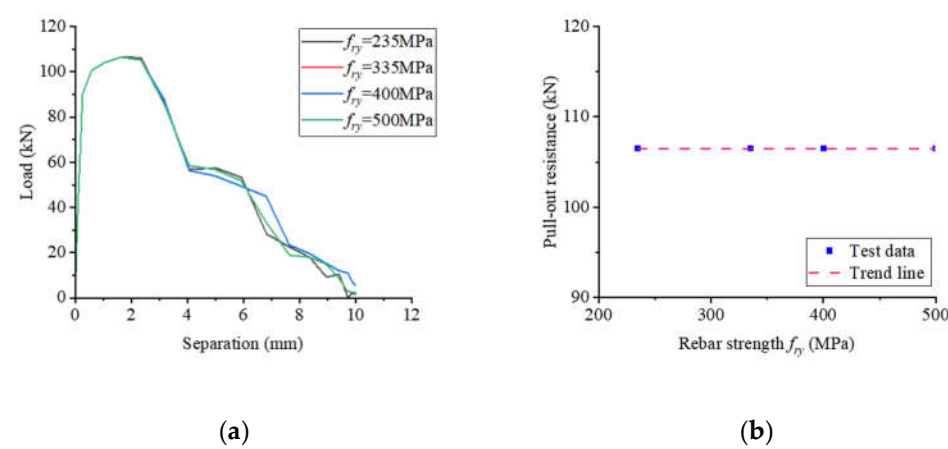 120
100
80
60
40
20
0
0 2 4 6 8 10 12
Load (kN)
Separation (mm)
fry=235MPa
fry=335MPa
fry=400MPa
fry=500MPa
(a)
120
110
100
90
200 300 400 500
Pull-out resistance (kN)
Rebar strength fry (MPa)
Test data
Trend line
(b)